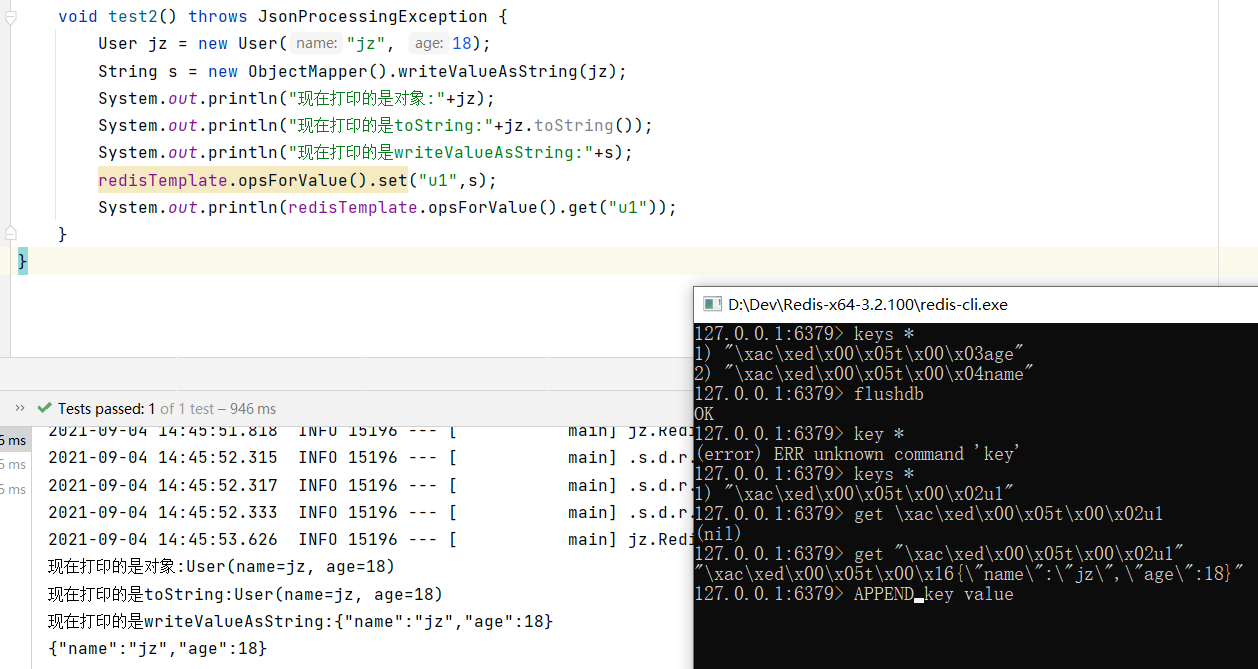 void test2() throws JsonProcessingException {
User jz = new User( name: "jz", age: 18);
String s = new ObjectMapper().writeValueAsString(jz);
System.out.println("现在打印的是对象:"+jz);
System.out.println("现在打印的是toString:"+jz.toString());
System.out.println("现在打印的是writeValueAsString:"+s);
redisTemplate.opsForValue().set("u1",s);
System.out.println(redisTemplate.opsForValue().get("u1"));
}
}
D:\Dev\Redis-x64-3.2.100\redis-cli.exe
127.0.0.1:6379> keys *
1) "\xac\xed\x00\x05t\x00\x03age"
2) "\xac\xed\x00\x05t\x00\x04name"
127.0.0.1:6379> flushdb
OK
127.0.0.1:6379> key *
(error) ERR unknown command 'key'
127.0.0.1:6379> keys *
1) "\xac\xed\x00\x05t\x00\x02u1"
127.0.0.1:6379> get \xac\xed\x00\x05t\x00\x02u1
(nil)
127.0.0.1:6379> get "\xac\xed\x00\x05t\x00\x02u1"
"\xac\xed\x00\x05t\x00\x16{\"name\":\"jz\",\"age\":18}"
127.0.0.1:6379> APPEND key value
>> Tests passed: 1 of 1 test – 946 ms
6 ms
5 ms
5 ms
2021-09-04 14:45:51.818 INFO 15196 --- [ main] jz.Redi
2021-09-04 14:45:52.315 INFO 15196 --- [ main] .s.d.r.
2021-09-04 14:45:52.317 INFO 15196 --- [ main] .s.d.r.
2021-09-04 14:45:52.333 INFO 15196 --- [ main] .s.d.r.
2021-09-04 14:45:53.626 INFO 15196 --- [ main] jz.Redi
现在打印的是对象:User(name=jz, age=18)
现在打印的是toString:User(name=jz, age=18)
现在打印的是writeValueAsString:{"name":"jz","age":18}
{"name":"jz","age":18}